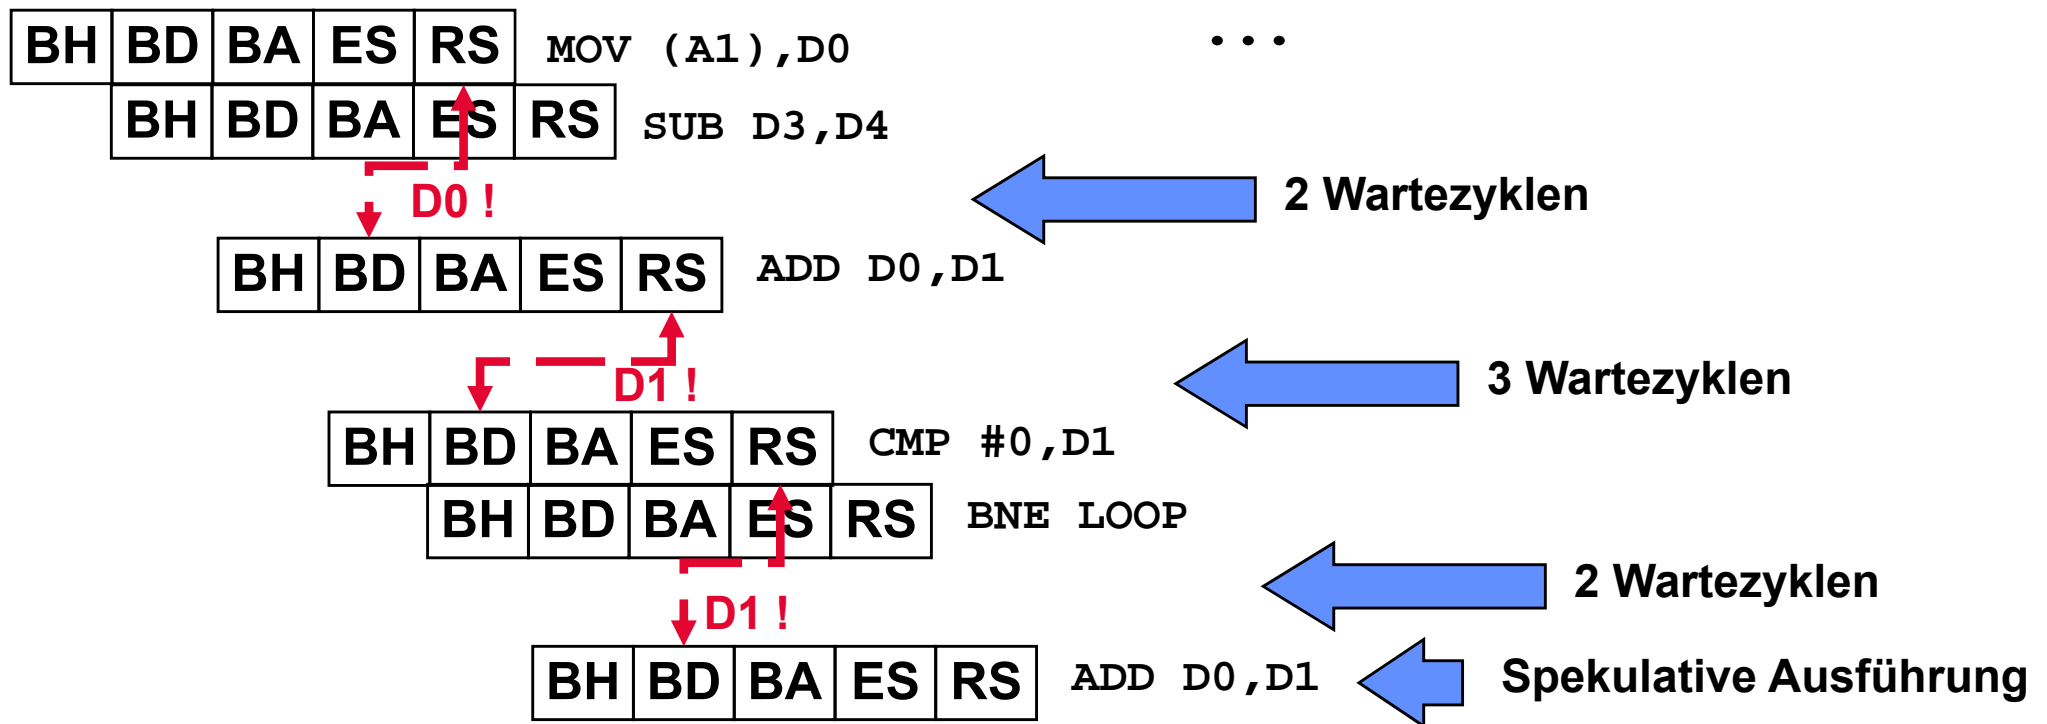 BH BD BA ES RS MOV (A1),D0 ...
BH BD BA ES RS SUB D3,D4
D0 ! 2 Wartezyklen
BH BD BA ES RS ADD D0,D1
D1 ! 3 Wartezyklen
BH BD BA ES RS CMP #0,D1
BH BD BA ES RS BNE LOOP
D1 ! 2 Wartezyklen
BH BD BA ES RS ADD D0,D1 Spekulative Ausführung